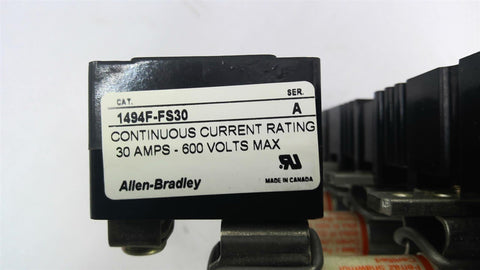 CAT. SER.
1494F-FS30 A
CONTINUOUS CURRENT RATING
30 AMPS - 600 VOLTS MAX
Allen-Bradley MADE IN CANADA